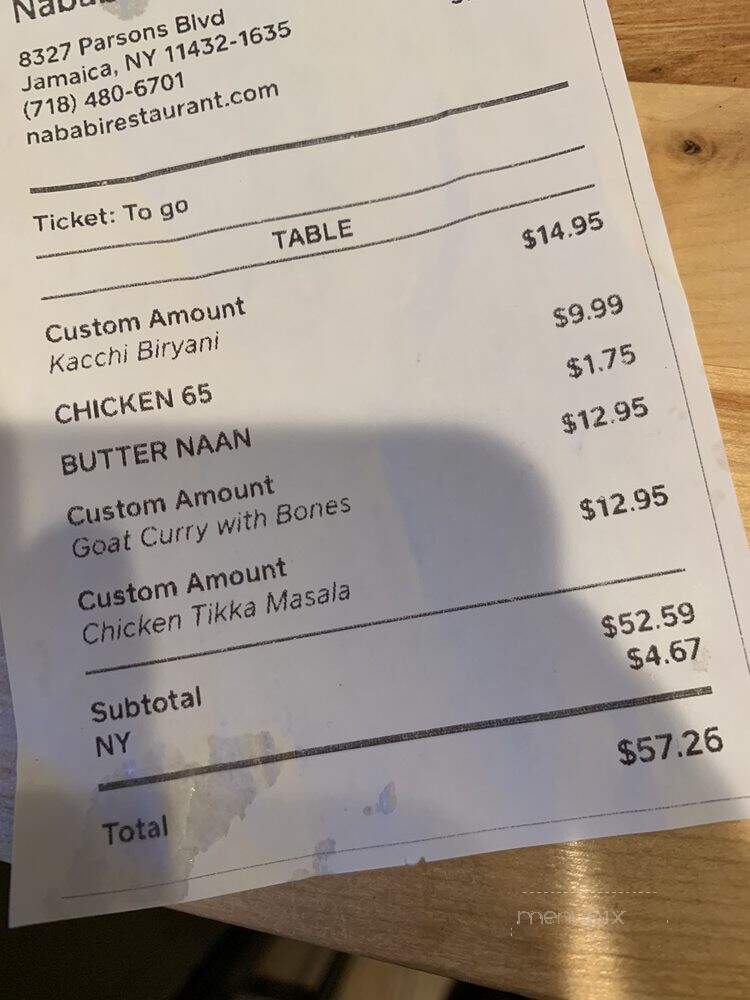 8327 Parsons Blvd
Jamaica, NY 11432-1635
(718) 480-6701
nababirestaurant.com
Ticket: To go
TABLE
Custom Amount $14.95
Kacchi Biryani
CHICKEN 65 $9.99
BUTTER NAAN $1.75
Custom Amount $12.95
Goat Curry with Bones
Custom Amount $12.95
Chicken Tikka Masala
Subtotal $52.59
NY $4.67
Total $57.26